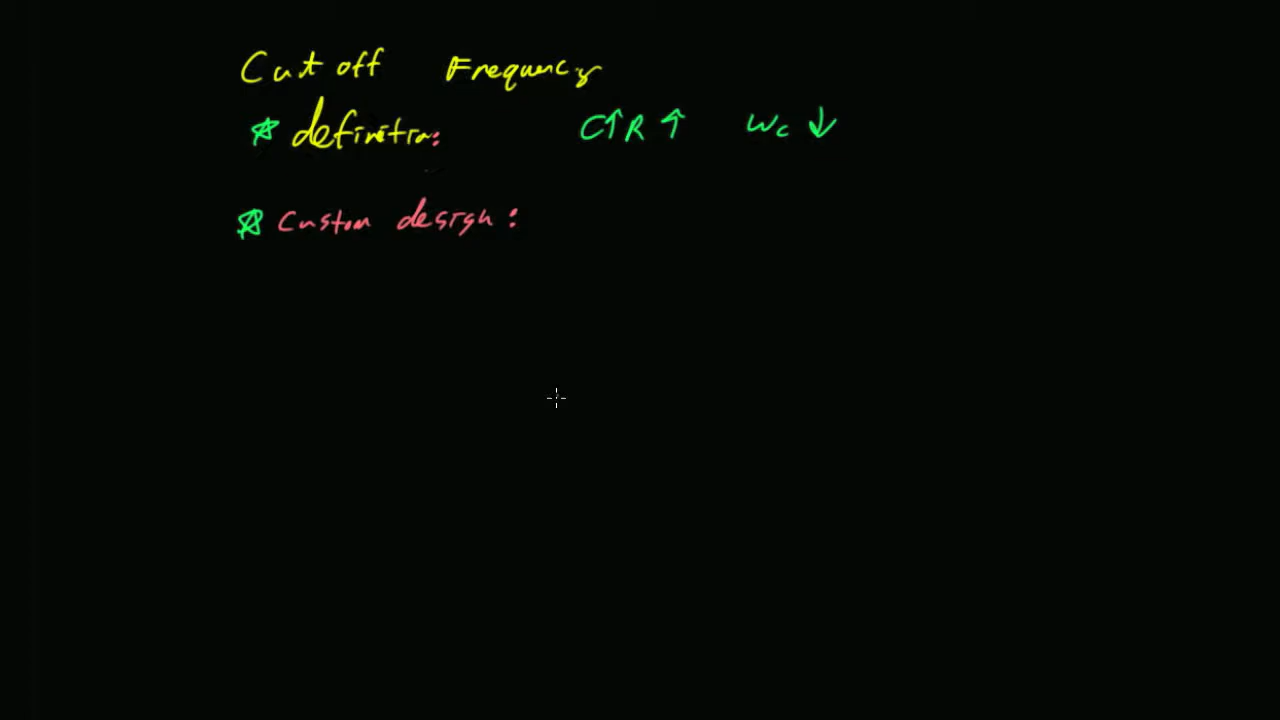 Cut off Frequency
* definition: C↑R↑ Wc↓
* Custom design: